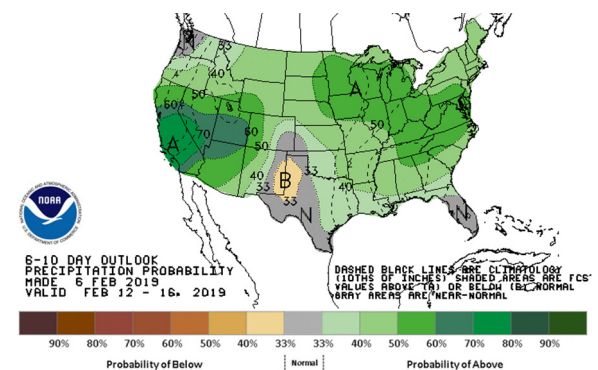 N
33
40
50
60
70
60
50
40
33
33
33
40
50
A
A
B
N
N
NATIONAL OCEANIC AND ATMOSPHERIC ADMINISTRATION
NOAA
U.S. DEPARTMENT OF COMMERCE
6-10 DAY OUTLOOK
PRECIPITATION PROBABILITY
MADE 6 FEB 2019
VALID FEB 12 - 16, 2019
DASHED BLACK LINES ARE CLIMATOLOGY
(10THS OF INCHES) SHADED AREAS ARE FCST
VALUES ABOVE (A) OR BELOW (B) NORMAL
GRAY AREAS ARE NEAR-NORMAL
90% 80% 70% 60% 50% 40% 33% 33% 40% 50% 60% 70% 80% 90%
Probability of Below Normal Probability of Above